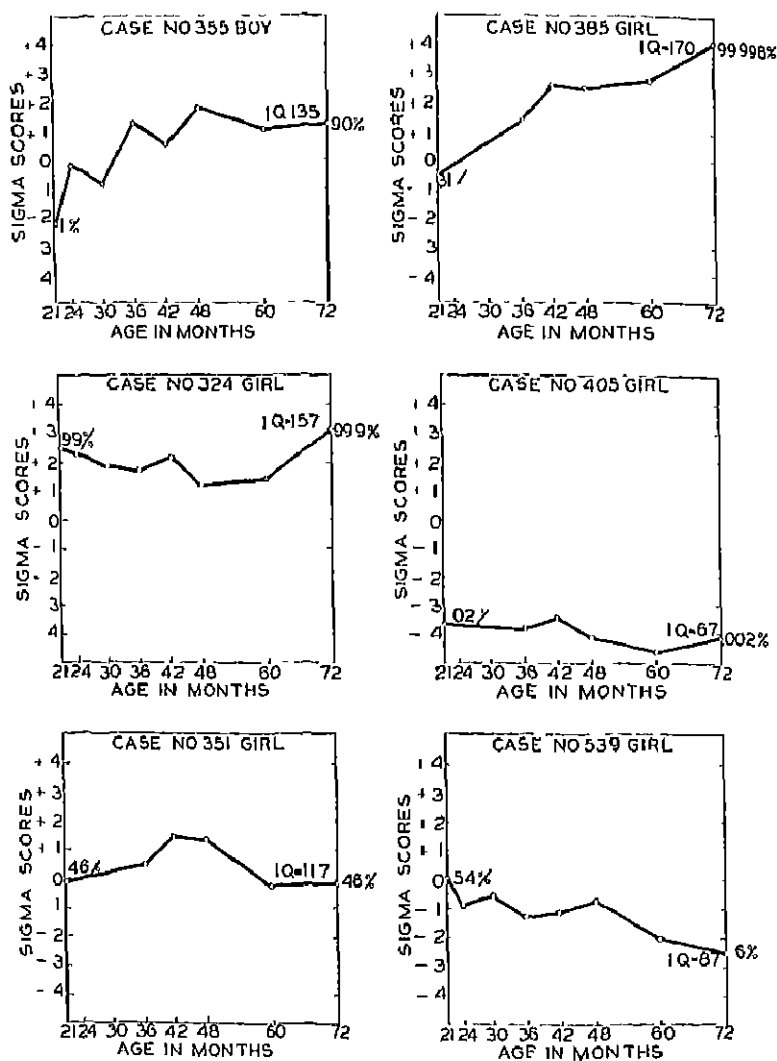 CASE NO 355 BOY
SIGMA SCORES
+4
+3
+2
+1
0
1
–2
3
4
1%
IQ 135
90%
21 24 30 36 42 48 60 72
AGE IN MONTHS
CASE NO 385 GIRL
SIGMA SCORES
+4
+3
+2
+1
0
1
–2
3
4
31/
IQ=170
99 998%
21 24 30 36 42 48 60 72
AGE IN MONTHS
CASE NO 324 GIRL
SIGMA SCORES
+4
+3
+2
+1
0
–1
2
3
4
99%
IQ=157
999%
21 24 30 36 42 48 60 72
AGE IN MONTHS
CASE NO 405 GIRL
SIGMA SCORES
+4
+3
+2
+1
0
–1
–2
–3
–4
02%
IQ=67
002%
21 24 30 36 42 48 60 72
AGE IN MONTHS
CASE NO 351 GIRL
SIGMA SCORES
+4
+3
+2
+1
0
–1
–2
–3
–4
46%
IQ=117
46%
21 24 30 36 42 48 60 72
AGE IN MONTHS
CASE NO 539 GIRL
SIGMA SCORES
+4
+3
+2
+1
0
–1
–2
–3
–4
54%
IQ=87
6%
21 24 30 36 42 48 60 72
AGE IN MONTHS